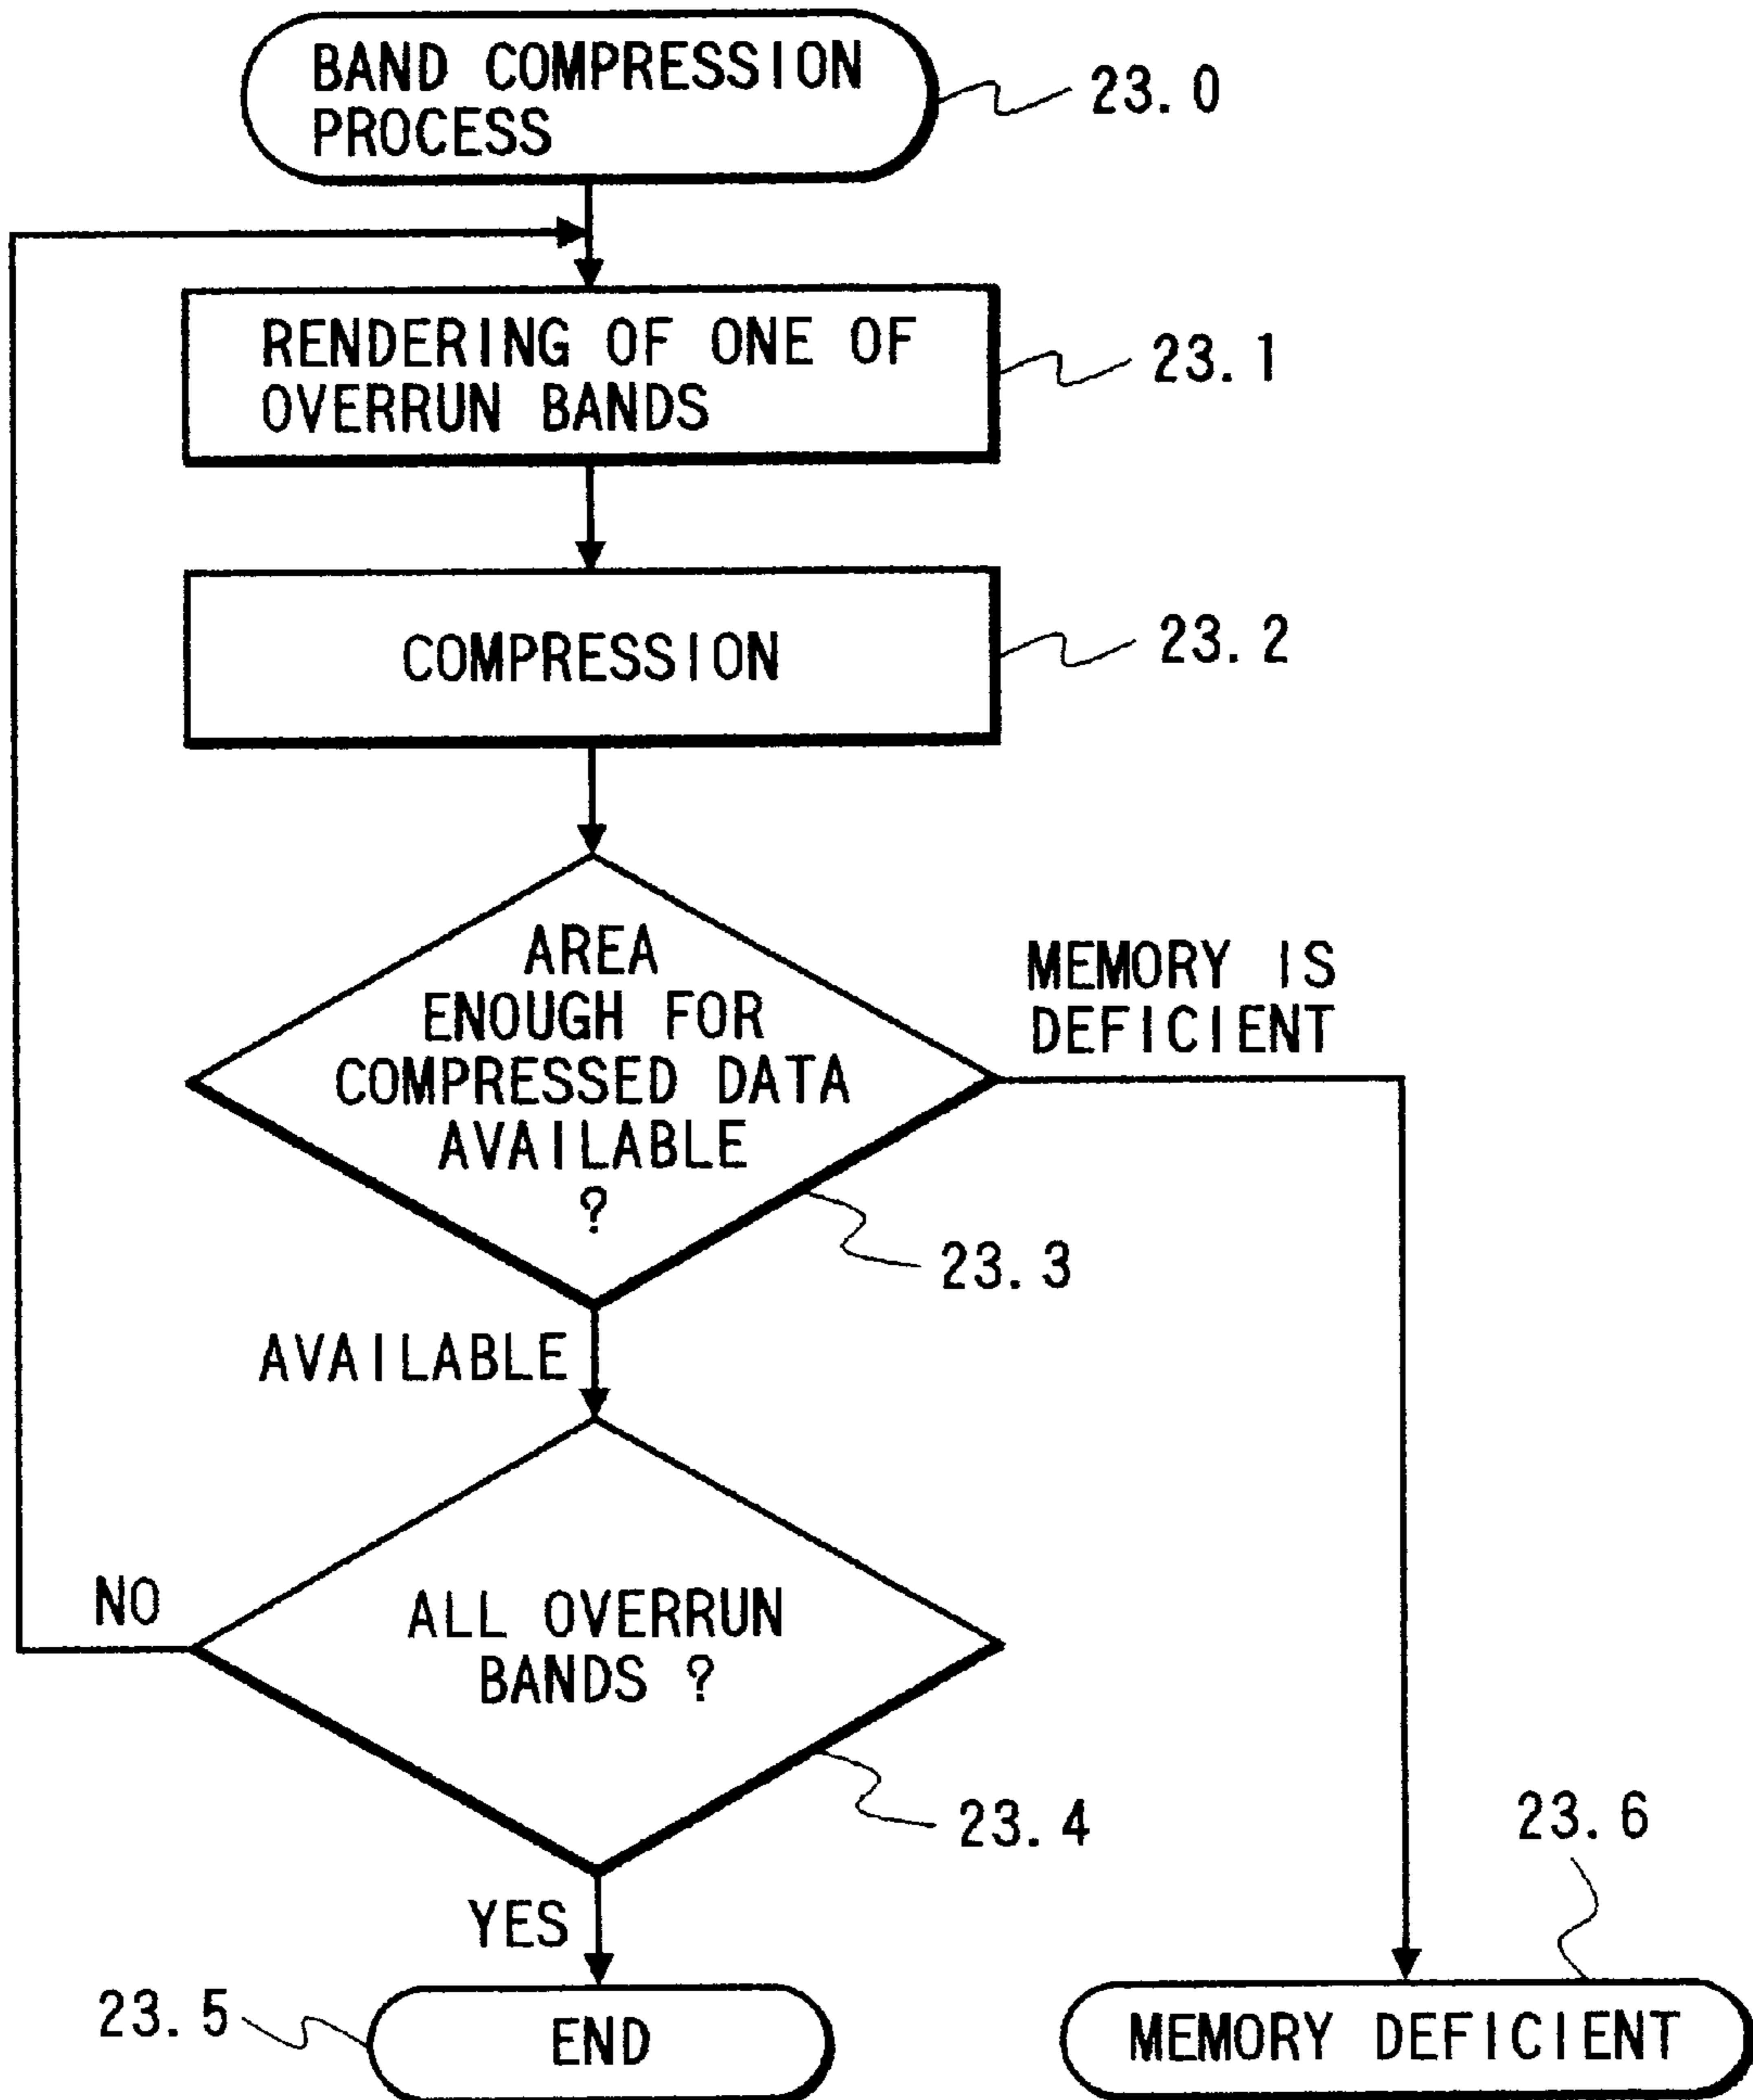 BAND COMPRESSION
PROCESS
23.0
RENDERING OF ONE OF
OVERRUN BANDS
23.1
COMPRESSION
23.2
AREA
ENOUGH FOR
COMPRESSED DATA
AVAILABLE
?
MEMORY IS
DEFICIENT
23.3
AVAILABLE
NO
ALL OVERRUN
BANDS ?
23.4
23.6
YES
23.5
END
MEMORY DEFICIENT